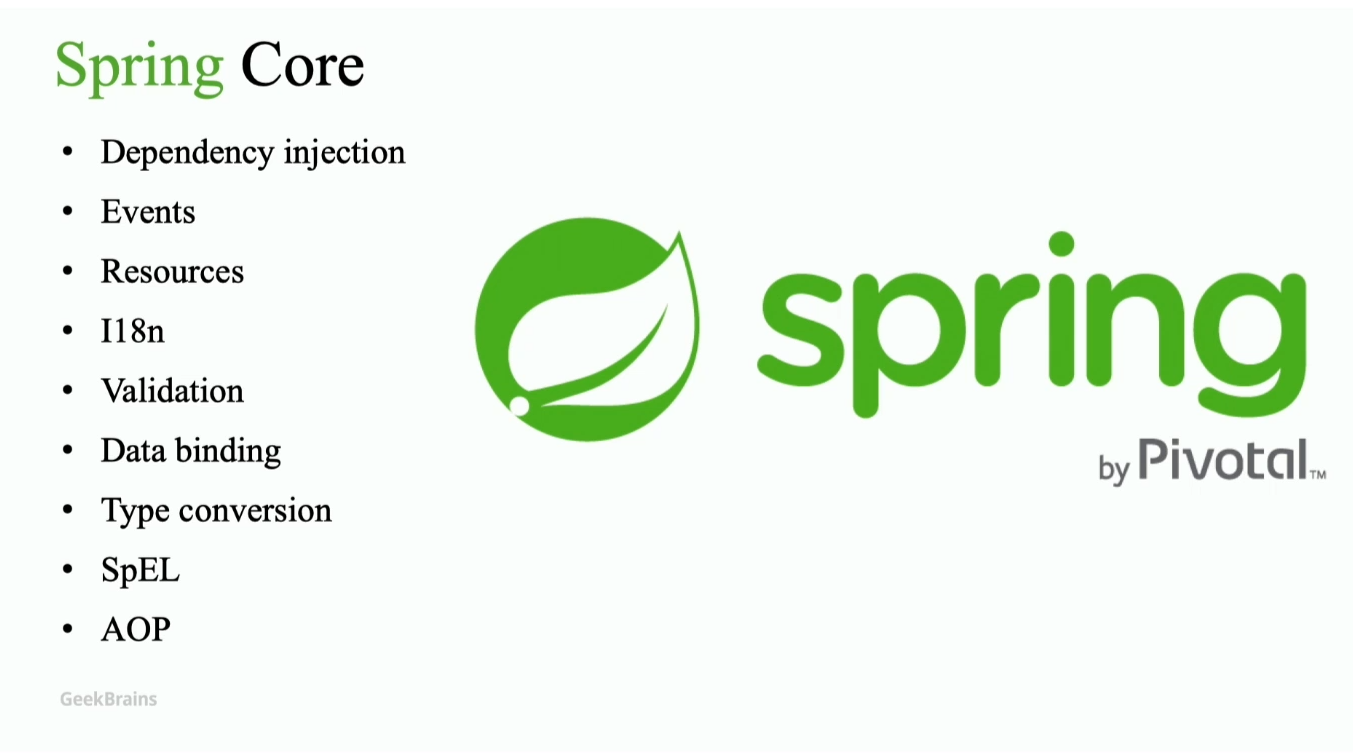 Spring Core
• Dependency injection
• Events
• Resources
• I18n
• Validation
• Data binding
• Type conversion
• SpEL
• AOP
spring
by Pivotal™
GeekBrains